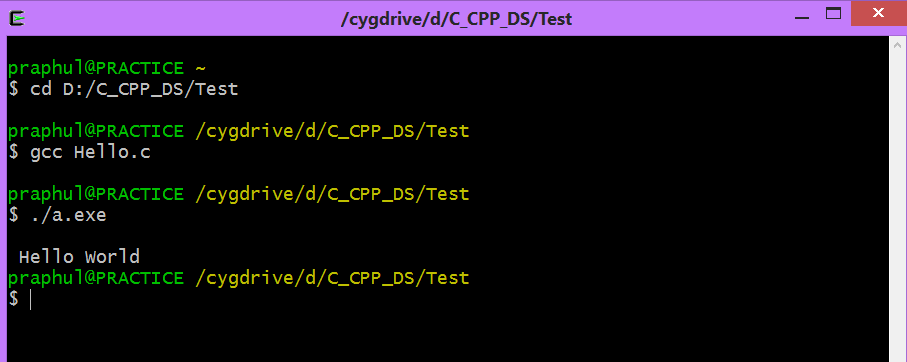 /cygdrive/d/C_CPP_DS/Test
praphul@PRACTICE ~
$ cd D:/C_CPP_DS/Test
praphul@PRACTICE /cygdrive/d/C_CPP_DS/Test
$ gcc Hello.c
praphul@PRACTICE /cygdrive/d/C_CPP_DS/Test
$ ./a.exe
Hello World
praphul@PRACTICE /cygdrive/d/C_CPP_DS/Test
$